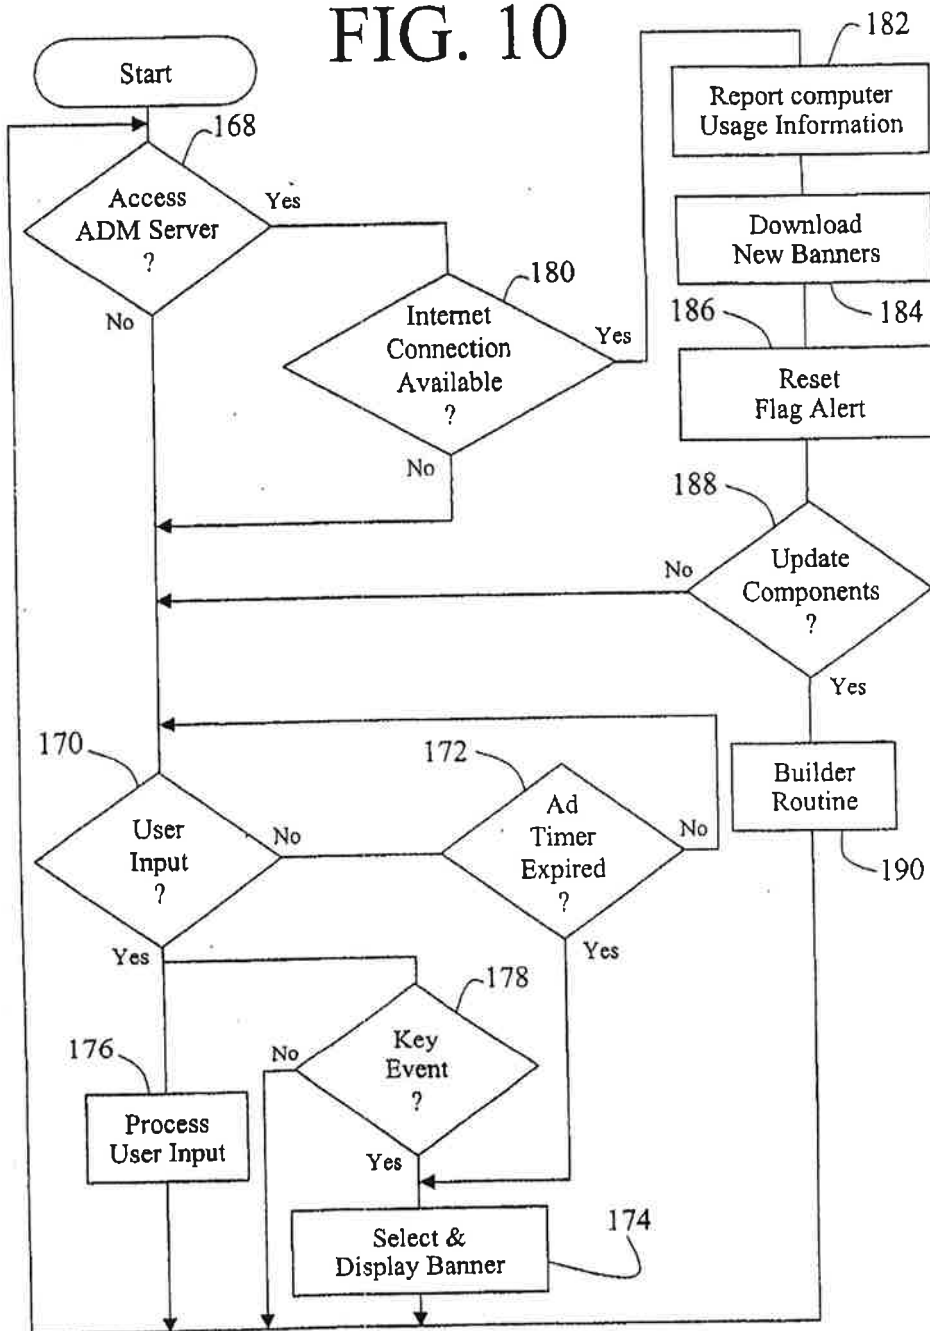 FIG. 10
Start
182
Report computer
Usage Information
168
Access
ADM Server
?
Yes
No
Download
New Banners
184
180
Internet
Connection
Available
?
Yes
No
186
Reset
Flag Alert
188
Update
Components
?
No
Yes
170
User
Input
?
No
Yes
172
Ad
Timer
Expired
?
No
Yes
Builder
Routine
190
178
Key
Event
?
No
Yes
176
Process
User Input
Select &
Display Banner
174